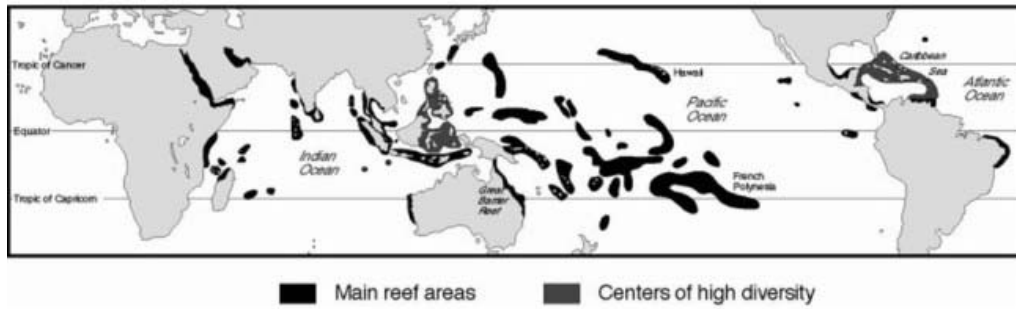 Tropic of Cancer
Equator
Tropic of Capricorn
Indian
Ocean
Great
Barrier
Reef
Hawaii
Pacific
Ocean
French
Polynesia
Caribbean
Sea
Atlantic
Ocean
Main reef areas
Centers of high diversity